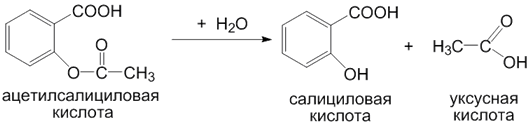 COOH
O
O
C
CH₃
+ H₂O
ацетилсалициловая
кислота
COOH
OH
салициловая
кислота
+
H₃C
C
O
OH
уксусная
кислота